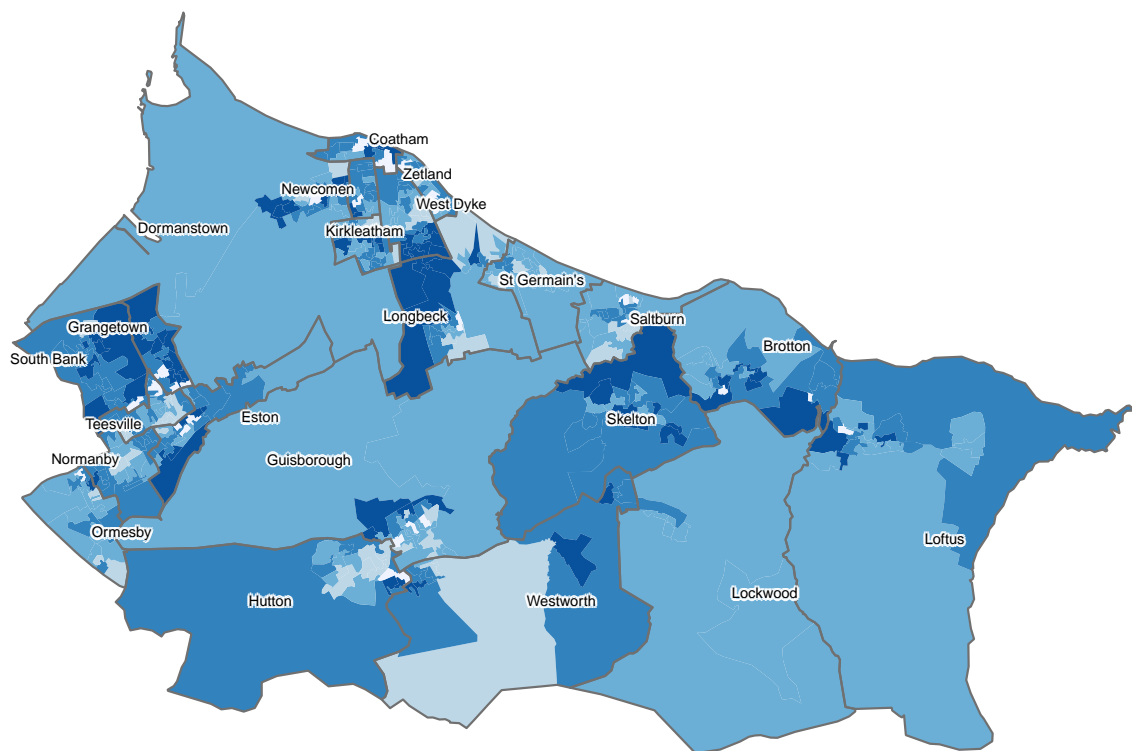 Coatham
Zetland
Newcomen
West Dyke
Dormanstown
Kirkleatham
St Germain's
Longbeck
Saltburn
Grangetown
Brotton
South Bank
Eston
Skelton
Teesville
Normanby
Guisborough
Ormesby
Loftus
Hutton
Westworth
Lockwood